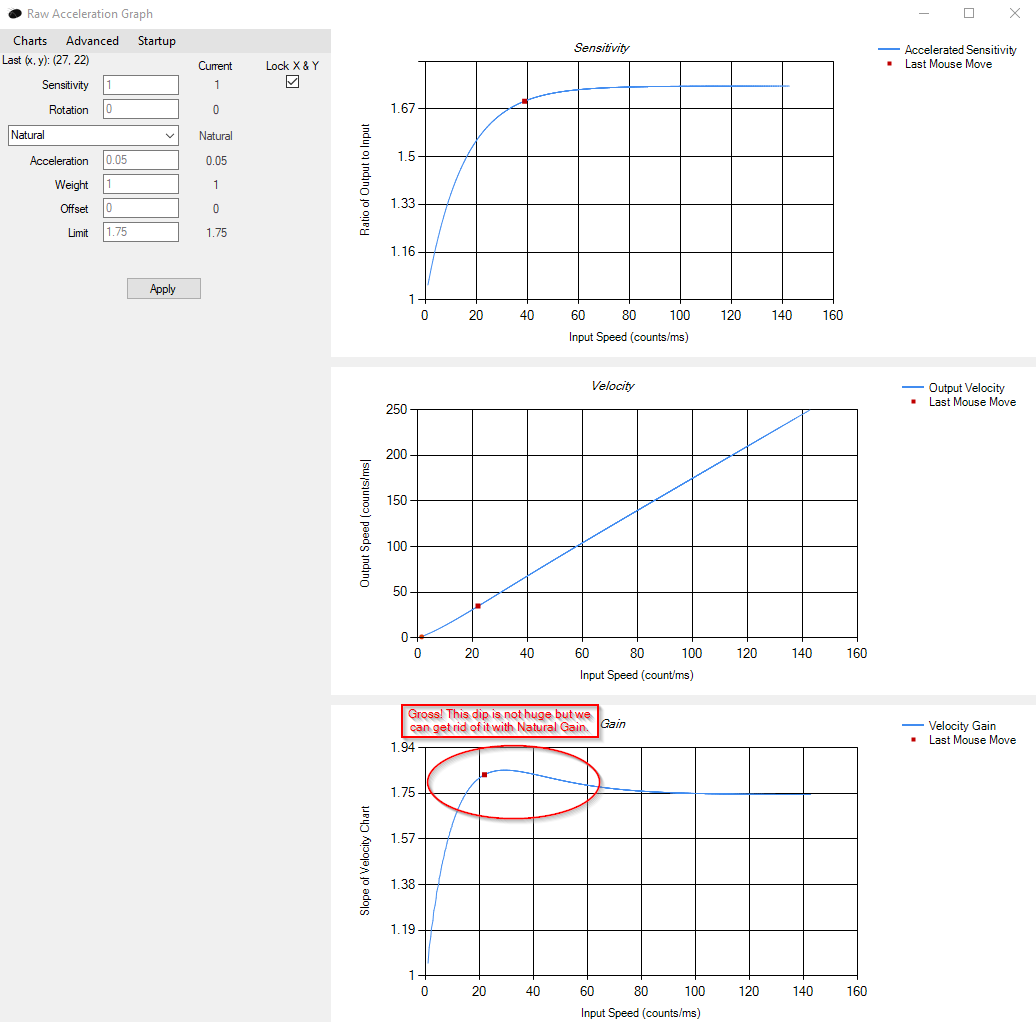 Raw Acceleration Graph
Charts Advanced Startup
Last (x, y): (27, 22)
Current Lock X & Y
Sensitivity 1 1
Rotation 0 0
Natural Natural
Acceleration 0.05 0.05
Weight 1 1
Offset 0 0
Limit 1.75 1.75
Apply
Sensitivity
Accelerated Sensitivity
Last Mouse Move
Ratio of Output to Input
1.67
1.5
1.33
1.16
1
0 20 40 60 80 100 120 140 160
Input Speed (counts/ms)
Velocity
Output Velocity
Last Mouse Move
Output Speed (counts/ms)
250
200
150
100
50
0
0 20 40 60 80 100 120 140 160
Input Speed (count/ms)
Gross! This dip is not huge but we
can get rid of it with Natural Gain.
Gain
Velocity Gain
Last Mouse Move
Slope of Velocity Chart
1.94
1.75
1.57
1.38
1.19
1
0 20 40 60 80 100 120 140 160
Input Speed (counts/ms)